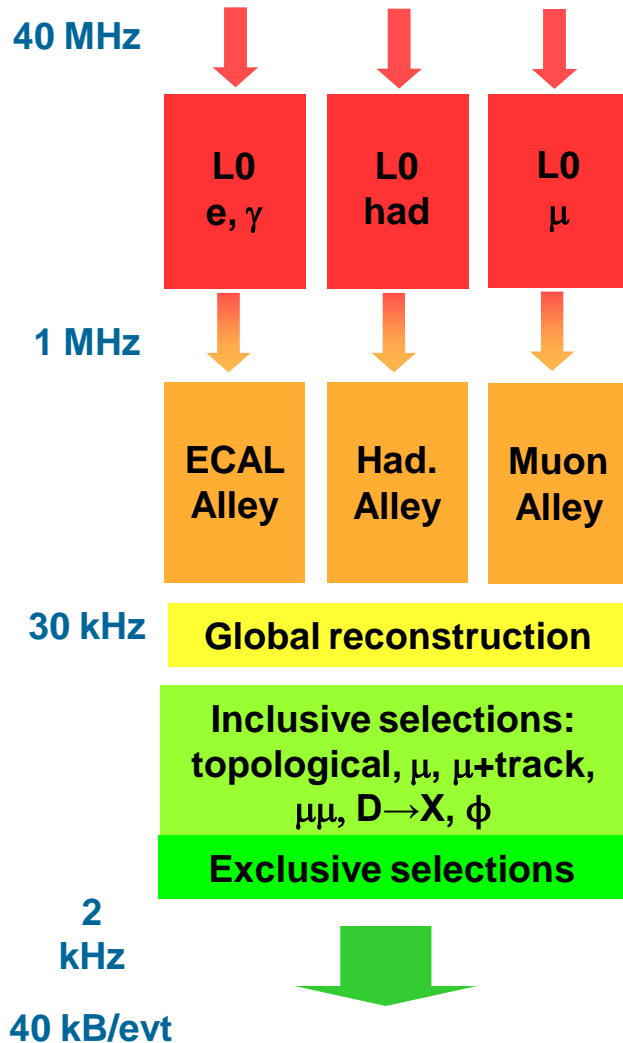 40 MHz
L0
e, γ
L0
had
L0
μ
1 MHz
ECAL
Alley
Had.
Alley
Muon
Alley
30 kHz
Global reconstruction
Inclusive selections:
topological, μ, μ+track,
μμ, D→X, ϕ
Exclusive selections
2
kHz
40 kB/evt